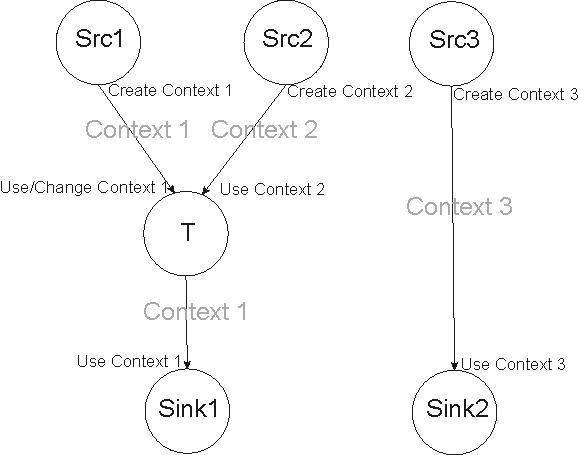 Src1
Src2
Src3
Create Context 1
Create Context 2
Create Context 3
Context 1
Context 2
Use/Change Context 1
Use Context 2
Context 3
T
Context 1
Use Context 1
Use Context 3
Sink1
Sink2